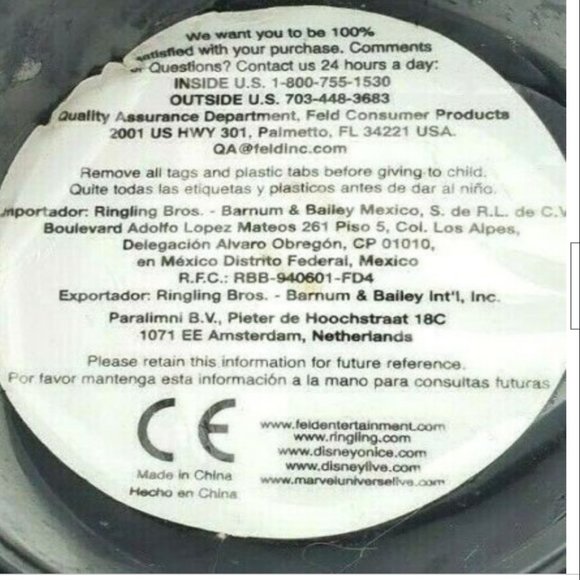 We want you to be 100%
satisfied with your purchase. Comments
or Questions? Contact us 24 hours a day:
INSIDE U.S. 1-800-755-1530
OUTSIDE U.S. 703-448-3683
Quality Assurance Department, Feld Consumer Products
2001 US HWY 301, Palmetto, FL 34221 USA.
QA@feldinc.com
Remove all tags and plastic tabs before giving to child.
Quite todas las etiquetas y plasticos antes de dar al niño.
Importador: Ringling Bros. - Barnum & Bailey Mexico, S. de R.L. de C.V
Boulevard Adolfo Lopez Mateos 261 Piso 5, Col. Los Alpes,
Delegación Alvaro Obregón, CP 01010,
en México Distrito Federal, Mexico
R.F.C.: RBB-940601-FD4
Exportador: Ringling Bros. - Barnum & Bailey Int'l, Inc.
Paralimni B.V., Pieter de Hoochstraat 18C
1071 EE Amsterdam, Netherlands
Please retain this information for future reference.
Por favor mantenga esta información a la mano para consultas futuras
CE
Made in China
Hecho en China
www.feldentertainment.com
www.ringling.com
www.disneyonice.com
www.disneylive.com
www.marveluniverselive.com